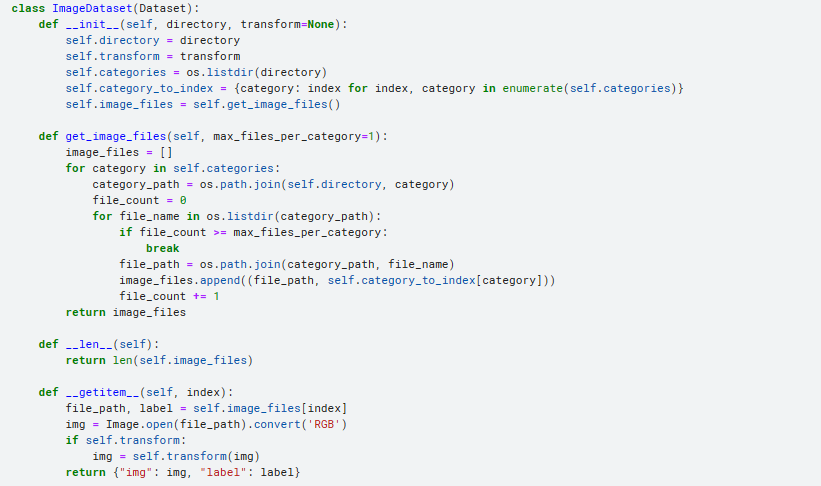 class ImageDataset(Dataset):
    def __init__(self, directory, transform=None):
        self.directory = directory
        self.transform = transform
        self.categories = os.listdir(directory)
        self.category_to_index = {category: index for index, category in enumerate(self.categories)}
        self.image_files = self.get_image_files()

    def get_image_files(self, max_files_per_category=1):
        image_files = []
        for category in self.categories:
            category_path = os.path.join(self.directory, category)
            file_count = 0
            for file_name in os.listdir(category_path):
                if file_count >= max_files_per_category:
                    break
                file_path = os.path.join(category_path, file_name)
                image_files.append((file_path, self.category_to_index[category]))
                file_count += 1
        return image_files

    def __len__(self):
        return len(self.image_files)

    def __getitem__(self, index):
        file_path, label = self.image_files[index]
        img = Image.open(file_path).convert('RGB')
        if self.transform:
            img = self.transform(img)
        return {"img": img, "label": label}